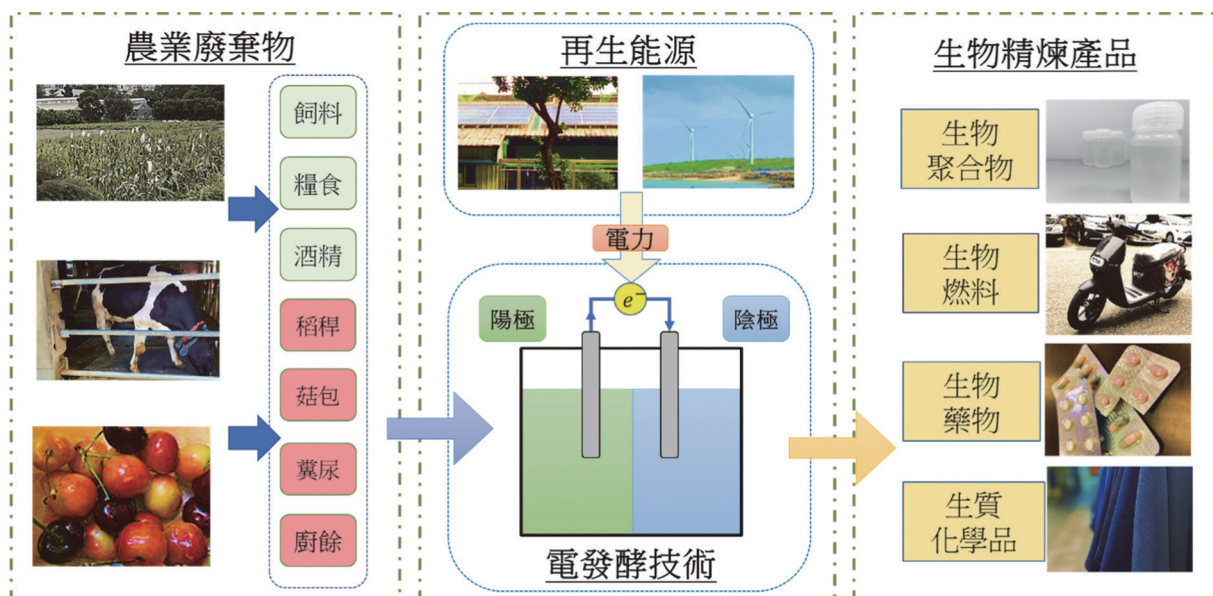 農業廢棄物
飼料
糧食
酒精
稻稈
菇包
糞尿
廚餘
再生能源
電力
e⁻
陽極
陰極
電發酵技術
生物精煉產品
生物
聚合物
生物
燃料
生物
藥物
生質
化學品